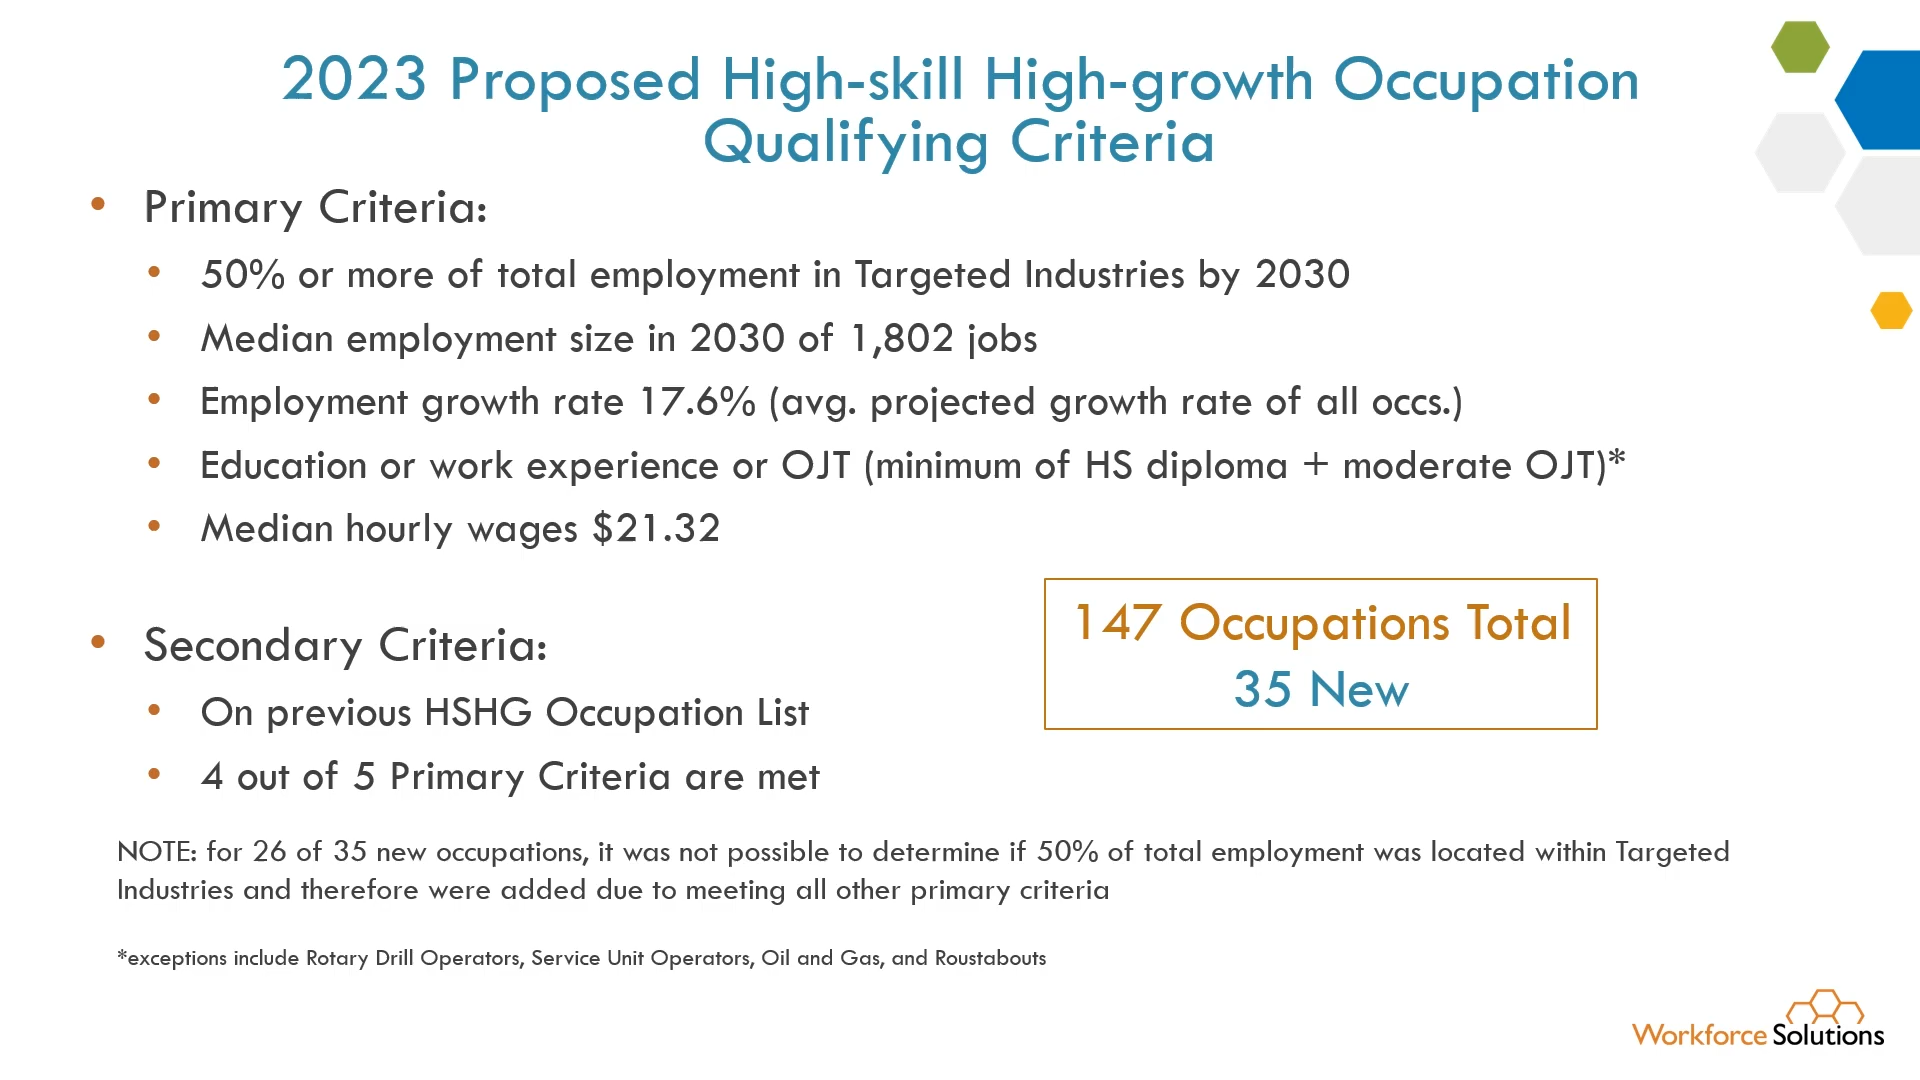 2023 Proposed High-skill High-growth Occupation
Qualifying Criteria
• Primary Criteria:
• 50% or more of total employment in Targeted Industries by 2030
• Median employment size in 2030 of 1,802 jobs
• Employment growth rate 17.6% (avg. projected growth rate of all occs.)
• Education or work experience or OJT (minimum of HS diploma + moderate OJT)*
• Median hourly wages $21.32
147 Occupations Total
35 New
• Secondary Criteria:
• On previous HSHG Occupation List
• 4 out of 5 Primary Criteria are met
NOTE: for 26 of 35 new occupations, it was not possible to determine if 50% of total employment was located within Targeted
Industries and therefore were added due to meeting all other primary criteria
*exceptions include Rotary Drill Operators, Service Unit Operators, Oil and Gas, and Roustabouts
Workforce Solutions